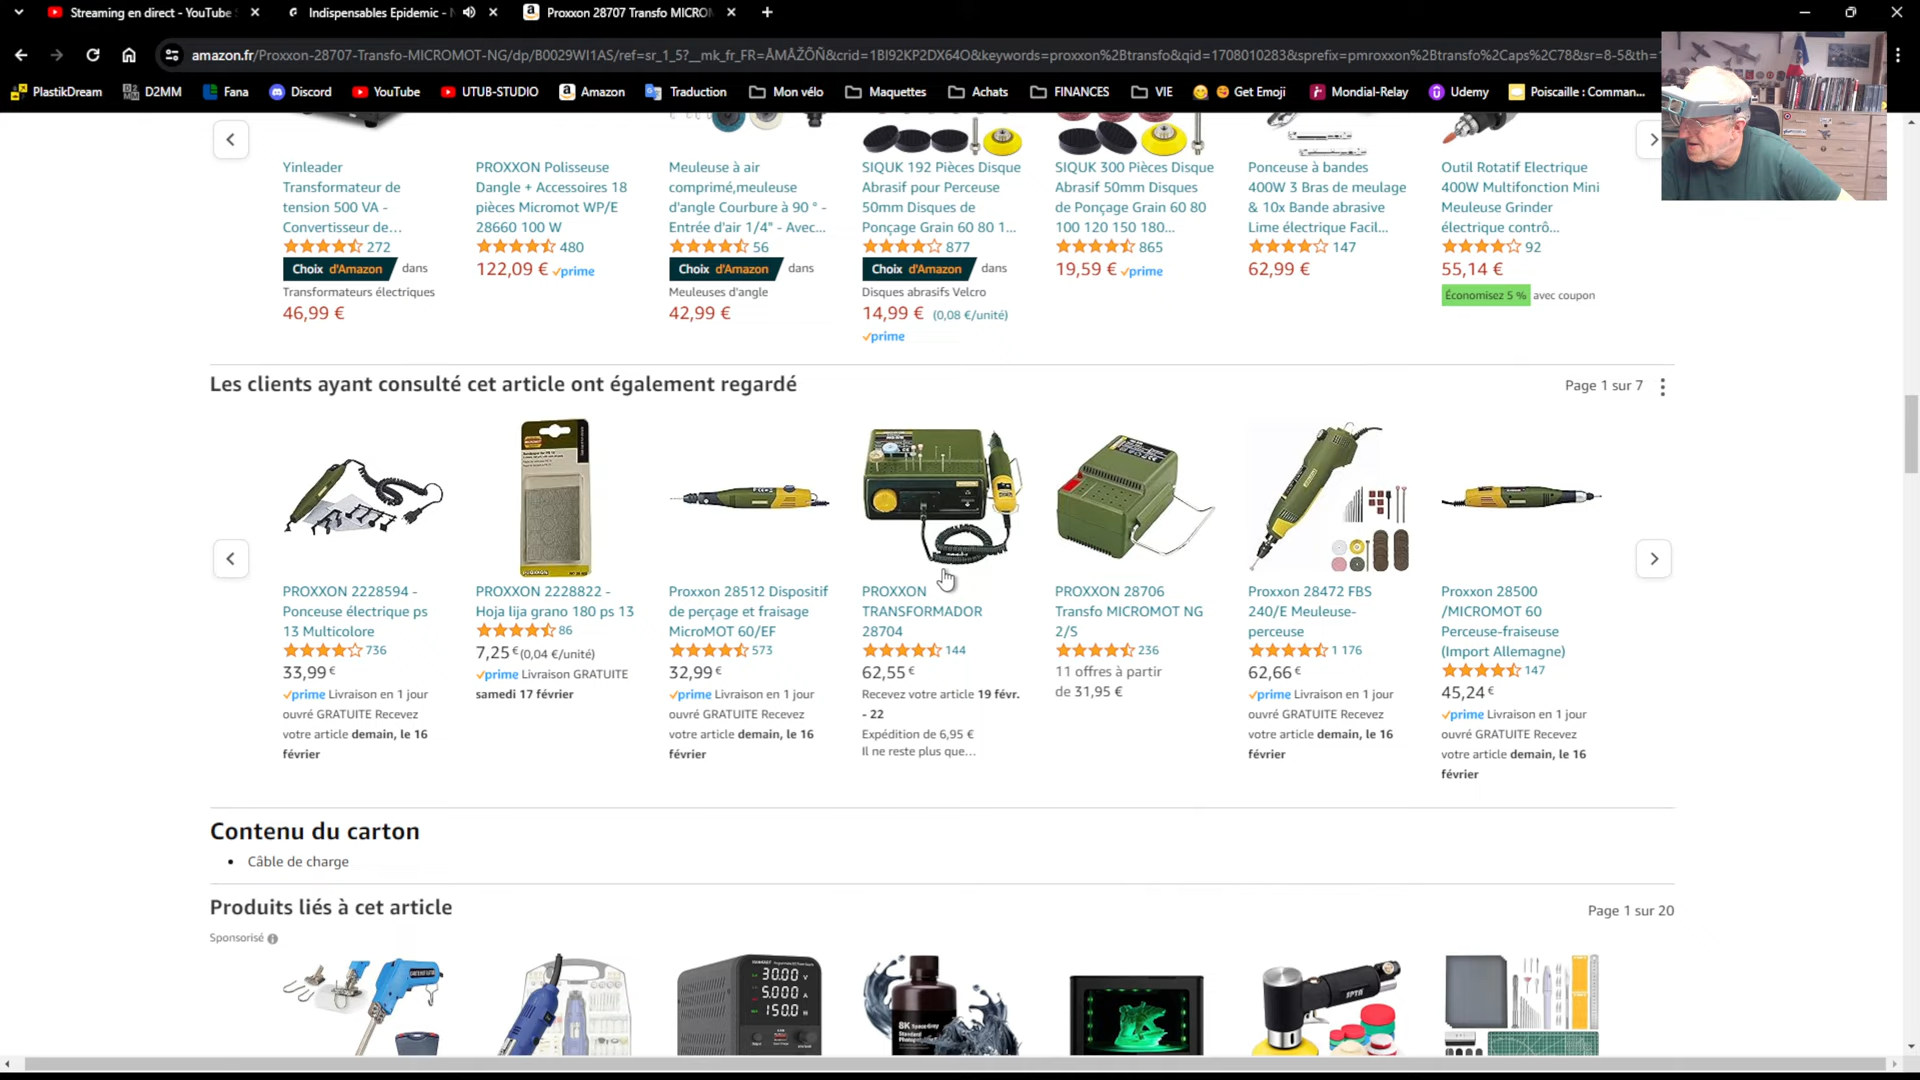 Streaming en direct - YouTube
Indispensables Epidemic -
Proxxon 28707 Transfo MICROM
amazon.fr/Proxxon-28707-Transfo-MICROMOT-NG/dp/B0029WI1AS/ref=sr_1_5?__mk_fr_FR=ÅMÅŽÕÑ&crid=1BI92KP2DX64O&keywords=proxxon%2Btransfo&qid=1708010283&sprefix=pmroxxon%2Btransfo%2Caps%2C78&sr=8-5&th=
PlastikDream D2MM Fana Discord YouTube UTUB-STUDIO Amazon Traduction Mon vélo Maquettes Achats FINANCES VIE Get Emoji Mondial-Relay Udemy Poiscaille : Comman...
Yinleader
Transformateur de
tension 500 VA -
Convertisseur de...
272
Choix d'Amazon dans
Transformateurs électriques
46,99 €
PROXXON Polisseuse
Dangle + Accessoires 18
pièces Micromot WP/E
28660 100 W
480
122,09 € prime
Meuleuse à air
comprimé,meuleuse
d'angle Courbure à 90 ° -
Entrée d'air 1/4" - Avec...
56
Choix d'Amazon dans
Meuleuses d'angle
42,99 €
SIQUK 192 Pièces Disque
Abrasif pour Perceuse
50mm Disques de
Ponçage Grain 60 80 1...
877
Choix d'Amazon dans
Disques abrasifs Velcro
14,99 € (0,08 €/unité)
prime
SIQUK 300 Pièces Disque
Abrasif 50mm Disques
de Ponçage Grain 60 80
100 120 150 180...
865
19,59 € prime
Ponceuse à bandes
400W 3 Bras de meulage
& 10x Bande abrasive
Lime électrique Facil...
147
62,99 €
Outil Rotatif Electrique
400W Multifonction Mini
Meuleuse Grinder
électrique contrô...
92
55,14 €
Économisez 5 % avec coupon
Les clients ayant consulté cet article ont également regardé
Page 1 sur 7
PROXXON 2228594 -
Ponceuse électrique ps
13 Multicolore
736
33,99 €
prime Livraison en 1 jour
ouvré GRATUITE Recevez
votre article demain, le 16
février
PROXXON 2228822 -
Hoja lija grano 180 ps 13
86
7,25 € (0,04 €/unité)
prime Livraison GRATUITE
samedi 17 février
Proxxon 28512 Dispositif
de perçage et fraisage
MicroMOT 60/EF
573
32,99 €
prime Livraison en 1 jour
ouvré GRATUITE Recevez
votre article demain, le 16
février
PROXXON
TRANSFORMADOR
28704
144
62,55 €
Recevez votre article 19 févr.
- 22
Expédition de 6,95 €
Il ne reste plus que...
PROXXON 28706
Transfo MICROMOT NG
2/S
236
11 offres à partir
de 31,95 €
Proxxon 28472 FBS
240/E Meuleuse-
perceuse
1 176
62,66 €
prime Livraison en 1 jour
ouvré GRATUITE Recevez
votre article demain, le 16
février
Proxxon 28500
/MICROMOT 60
Perceuse-fraiseuse
(Import Allemagne)
147
45,24 €
prime Livraison en 1 jour
ouvré GRATUITE Recevez
votre article demain, le 16
février
Contenu du carton
• Câble de charge
Produits liés à cet article
Page 1 sur 20
Sponsorisé
30.00 V
5.000 A
150.0
8K